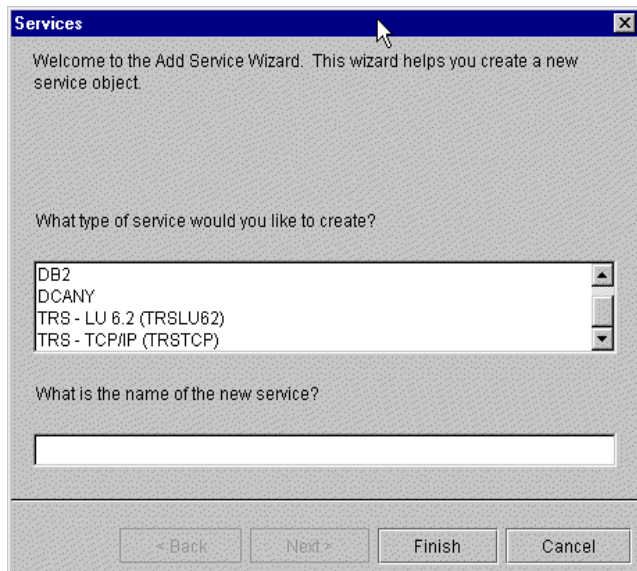 Services
Welcome to the Add Service Wizard. This wizard helps you create a new
service object.
What type of service would you like to create?
DB2
DCANY
TRS - LU 6.2 (TRSLU62)
TRS - TCP/IP (TRSTCP)
What is the name of the new service?
< Back
Next >
Finish
Cancel